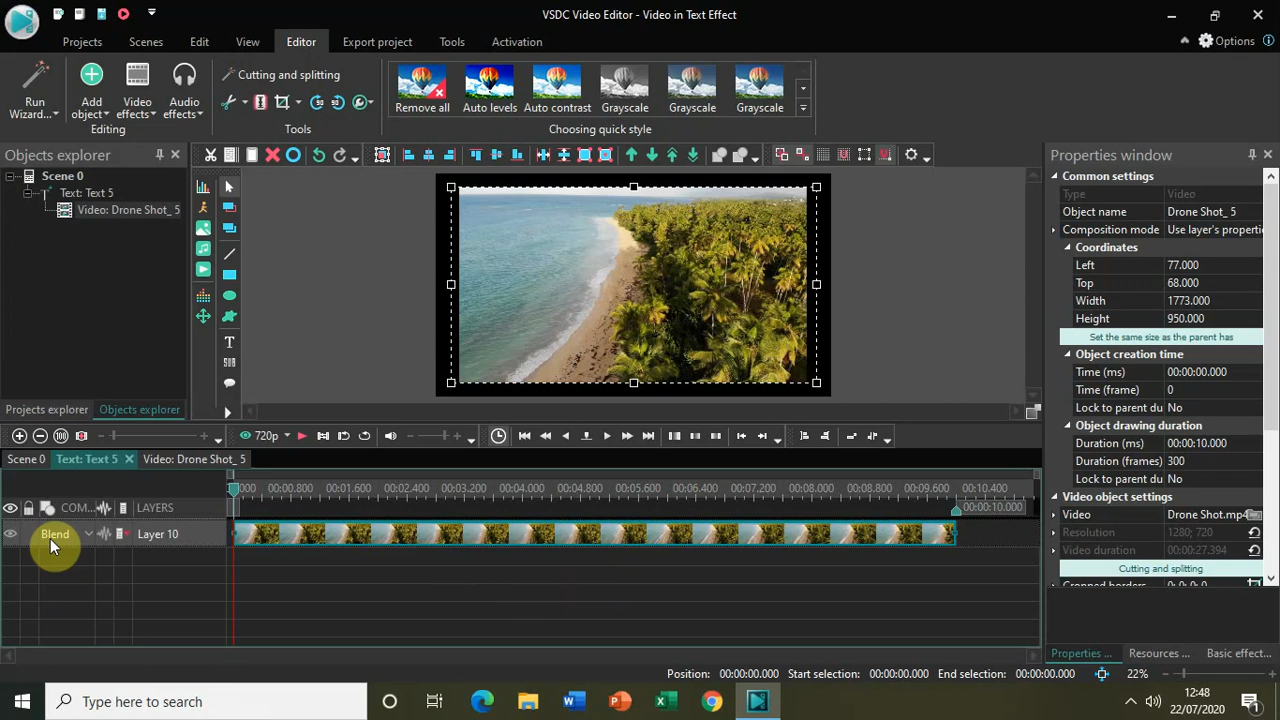 VSDC Video Editor - Video in Text Effect
Projects Scenes Edit View Editor Export project Tools Activation Options
Run Wizard...
Add object
Video effects
Audio effects
Editing
Cutting and splitting
Tools
Remove all Auto levels Auto contrast Grayscale Grayscale Grayscale
Choosing quick style
Objects explorer
Scene 0
Text: Text 5
Video: Drone Shot_ 5
Projects explorer Objects explorer
Properties window
Common settings
Type Video
Object name Drone Shot_ 5
Composition mode Use layer's properti
Coordinates
Left 77.000
Top 68.000
Width 1773.000
Height 950.000
Set the same size as the parent has
Object creation time
Time (ms) 00:00:00.000
Time (frame) 0
Lock to parent du No
Object drawing duration
Duration (ms) 00:00:10.000
Duration (frames) 300
Lock to parent du No
Video object settings
Video Drone Shot.mp4
Resolution 1280; 720
Video duration 00:00:27.394
Cutting and splitting
Cropped borders 0; 0; 0; 0
Properties ... Resources ... Basic effect...
720p
Scene 0 Text: Text 5 Video: Drone Shot_ 5
000 00:00.800 00:01.600 00:02.400 00:03.200 00:04.000 00:04.800 00:05.600 00:06.400 00:07.200 00:08.000 00:08.800 00:09.600 00:10.400
COM... LAYERS
00:00:10.000
Blend Layer 10
Position: 00:00:00.000 Start selection: 00:00:00.000 End selection: 00:00:00.000 22%
Type here to search
12:48
22/07/2020